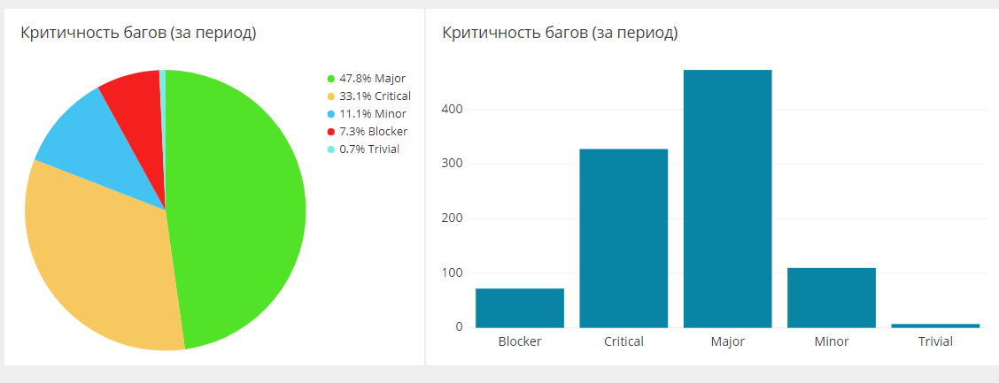 Критичность багов (за период)
47.8% Major
33.1% Critical
11.1% Minor
7.3% Blocker
0.7% Trivial
Критичность багов (за период)
400
300
200
100
0
Blocker Critical Major Minor Trivial